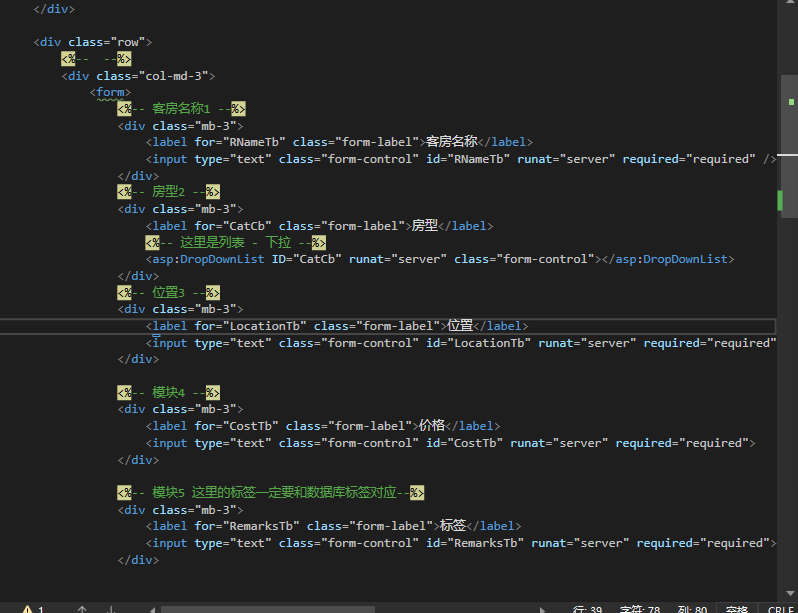 </div>
<div class="row">
<%-- --%>
<div class="col-md-3">
<form>
<%-- 客房名称1 --%>
<div class="mb-3">
<label for="RNameTb" class="form-label">客房名称</label>
<input type="text" class="form-control" id="RNameTb" runat="server" required="required" />
</div>
<%-- 房型2 --%>
<div class="mb-3">
<label for="CatCb" class="form-label">房型</label>
<%-- 这里是列表 - 下拉 --%>
<asp:DropDownList ID="CatCb" runat="server" class="form-control"></asp:DropDownList>
</div>
<%-- 位置3 --%>
<div class="mb-3">
<label for="LocationTb" class="form-label">位置</label>
<input type="text" class="form-control" id="LocationTb" runat="server" required="required"
</div>
<%-- 模块4 --%>
<div class="mb-3">
<label for="CostTb" class="form-label">价格</label>
<input type="text" class="form-control" id="CostTb" runat="server" required="required">
</div>
<%-- 模块5 这里的标签一定要和数据库标签对应--%>
<div class="mb-3">
<label for="RemarksTb" class="form-label">标签</label>
<input type="text" class="form-control" id="RemarksTb" runat="server" required="required">
</div>
1 行: 39 字符: 78 列: 80 空格 CRLF